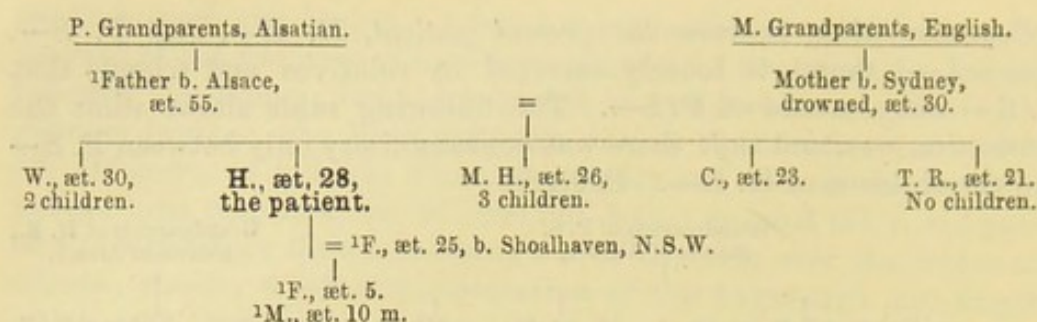 P. Grandparents, Alsatian. M. Grandparents, English.
¹Father b. Alsace, Mother b. Sydney,
æt. 55. drowned, æt. 30.
=
W., æt. 30, H., æt. 28, M. H., æt. 26, C., æt. 23. T. R., æt. 21.
2 children. the patient. 3 children. No children.
= ¹F., æt. 25, b. Shoalhaven, N.S.W.
¹F., æt. 5.
¹M., æt. 10 m.